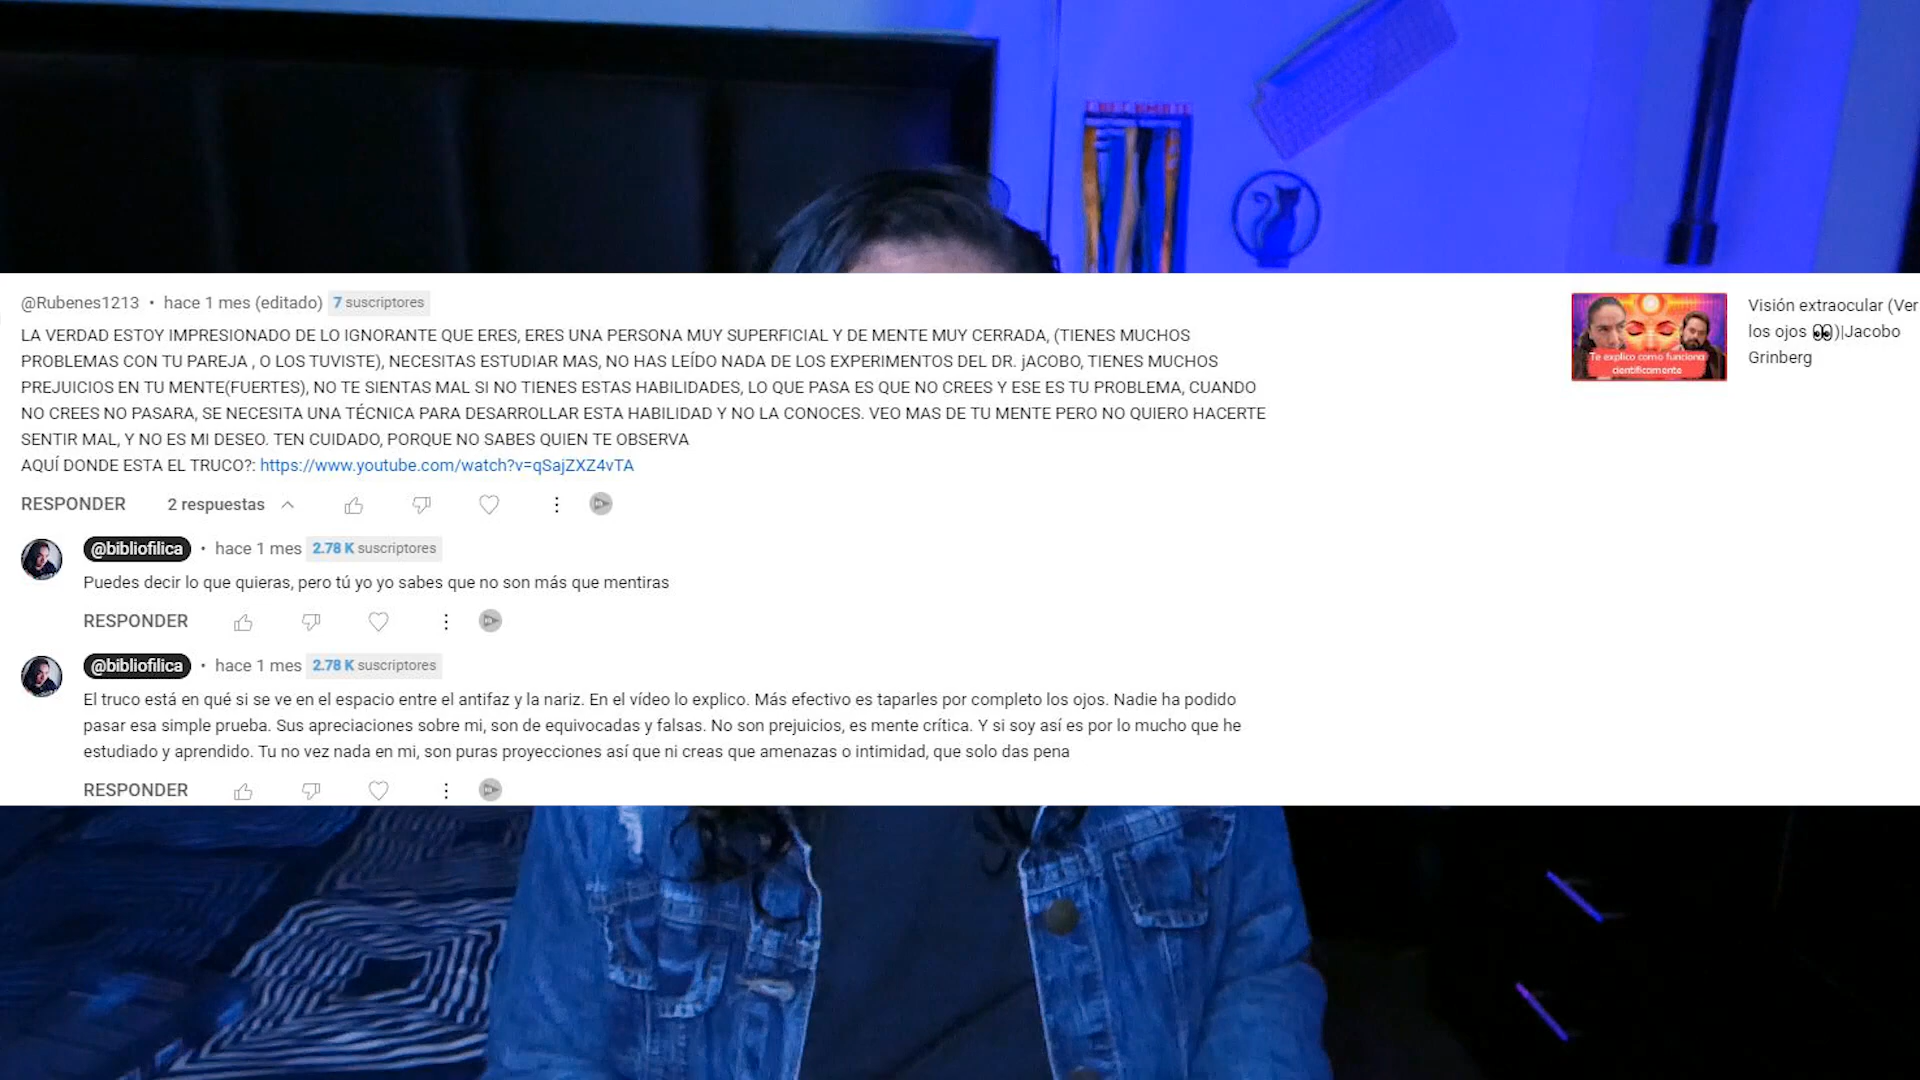 @Rubenes1213 • hace 1 mes (editado) 7 suscriptores
LA VERDAD ESTOY IMPRESIONADO DE LO IGNORANTE QUE ERES, ERES UNA PERSONA MUY SUPERFICIAL Y DE MENTE MUY CERRADA, (TIENES MUCHOS
PROBLEMAS CON TU PAREJA , O LOS TUVISTE), NECESITAS ESTUDIAR MAS, NO HAS LEÍDO NADA DE LOS EXPERIMENTOS DEL DR. jACOBO, TIENES MUCHOS
PREJUICIOS EN TU MENTE(FUERTES), NO TE SIENTAS MAL SI NO TIENES ESTAS HABILIDADES, LO QUE PASA ES QUE NO CREES Y ESE ES TU PROBLEMA, CUANDO
NO CREES NO PASARA, SE NECESITA UNA TÉCNICA PARA DESARROLLAR ESTA HABILIDAD Y NO LA CONOCES. VEO MAS DE TU MENTE PERO NO QUIERO HACERTE
SENTIR MAL, Y NO ES MI DESEO. TEN CUIDADO, PORQUE NO SABES QUIEN TE OBSERVA
AQUÍ DONDE ESTA EL TRUCO?: https://www.youtube.com/watch?v=qSajZXZ4vTA
RESPONDER 2 respuestas
@bibliofilica • hace 1 mes 2.78 K suscriptores
Puedes decir lo que quieras, pero tú yo yo sabes que no son más que mentiras
RESPONDER
@bibliofilica • hace 1 mes 2.78 K suscriptores
El truco está en qué si se ve en el espacio entre el antifaz y la nariz. En el vídeo lo explico. Más efectivo es taparles por completo los ojos. Nadie ha podido
pasar esa simple prueba. Sus apreciaciones sobre mi, son de equivocadas y falsas. No son prejuicios, es mente crítica. Y si soy así es por lo mucho que he
estudiado y aprendido. Tu no vez nada en mi, son puras proyecciones así que ni creas que amenazas o intimidad, que solo das pena
RESPONDER
Te explico como funciona
cientificamente
Visión extraocular (Ver
los ojos 👀)|Jacobo
Grinberg